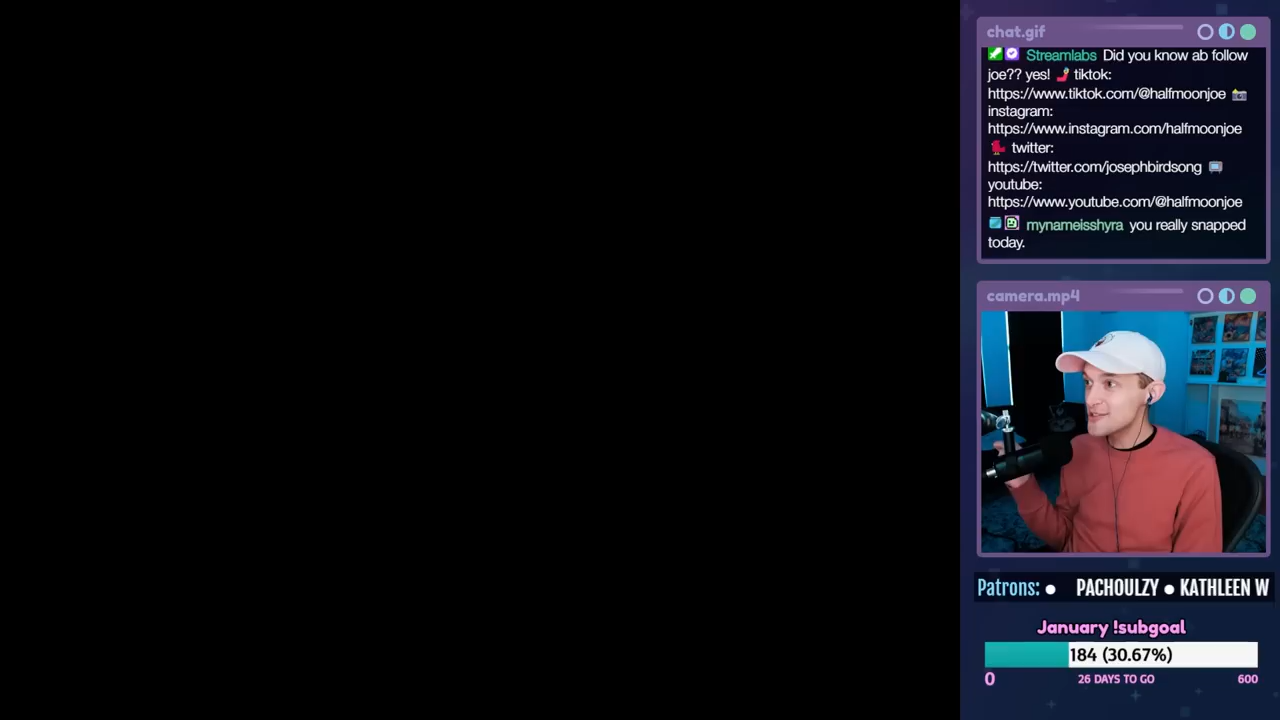 chat.gif
Streamlabs Did you know ab follow
joe?? yes! tiktok:
https://www.tiktok.com/@halfmoonjoe
instagram:
https://www.instagram.com/halfmoonjoe
twitter:
https://twitter.com/josephbirdsong
youtube:
https://www.youtube.com/@halfmoonjoe
mynameisshyra you really snapped
today.
camera.mp4
Patrons: ● PACHOULZY ● KATHLEEN W
January !subgoal
184 (30.67%)
0 26 DAYS TO GO 600